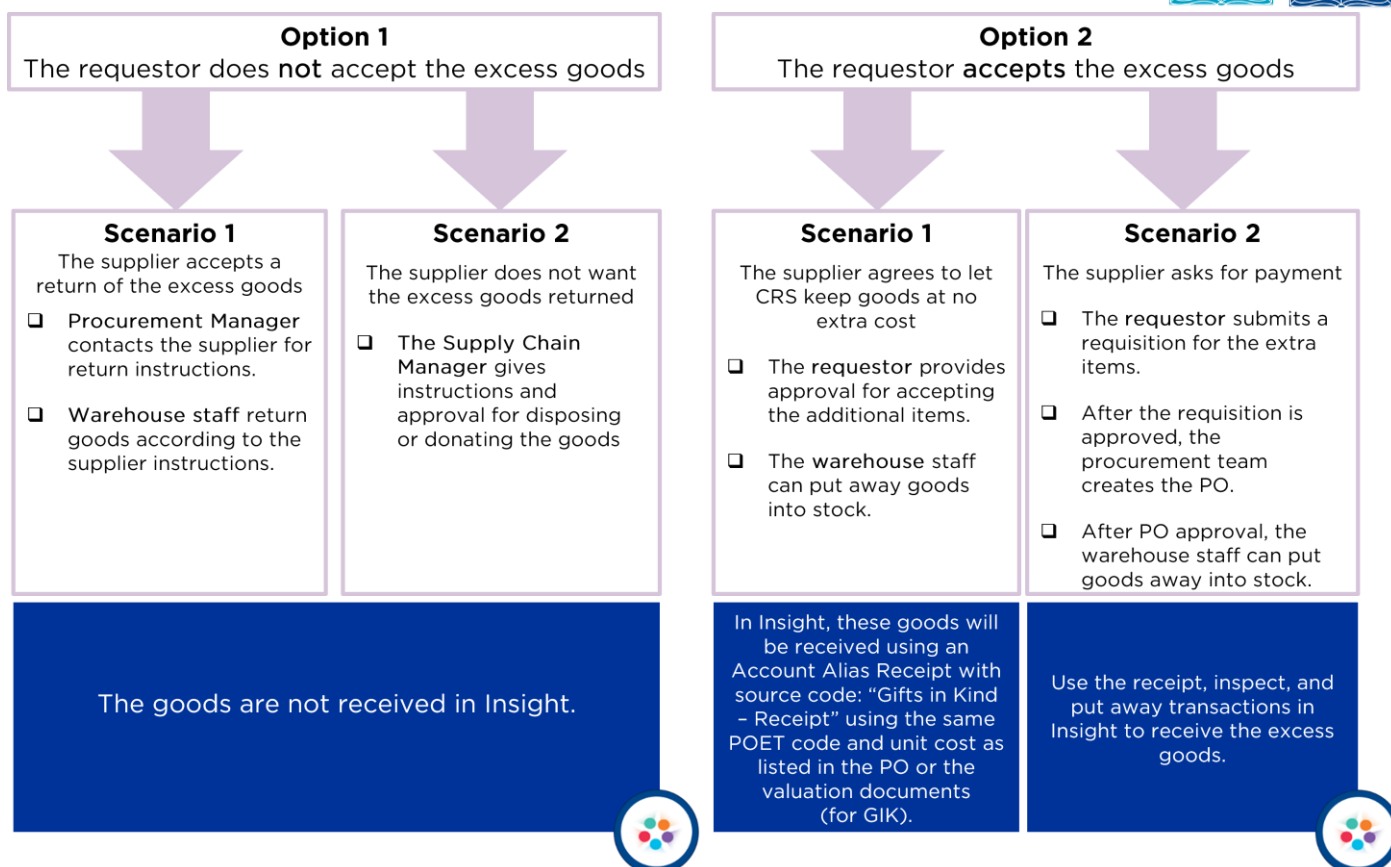 Option 1
The requestor does not accept the excess goods
Scenario 1
The supplier accepts a
return of the excess goods
❑ Procurement Manager
contacts the supplier for
return instructions.
❑ Warehouse staff return
goods according to the
supplier instructions.
Scenario 2
The supplier does not want
the excess goods returned
❑ The Supply Chain
Manager gives
instructions and
approval for disposing
or donating the goods
The goods are not received in Insight.
Option 2
The requestor accepts the excess goods
Scenario 1
The supplier agrees to let
CRS keep goods at no
extra cost
❑ The requestor provides
approval for accepting
the additional items.
❑ The warehouse staff
can put away goods
into stock.
In Insight, these goods will
be received using an
Account Alias Receipt with
source code: “Gifts in Kind
– Receipt” using the same
POET code and unit cost as
listed in the PO or the
valuation documents
(for GIK).
Scenario 2
The supplier asks for payment
❑ The requestor submits a
requisition for the extra
items.
❑ After the requisition is
approved, the
procurement team
creates the PO.
❑ After PO approval, the
warehouse staff can put
goods away into stock.
Use the receipt, inspect, and
put away transactions in
Insight to receive the excess
goods.